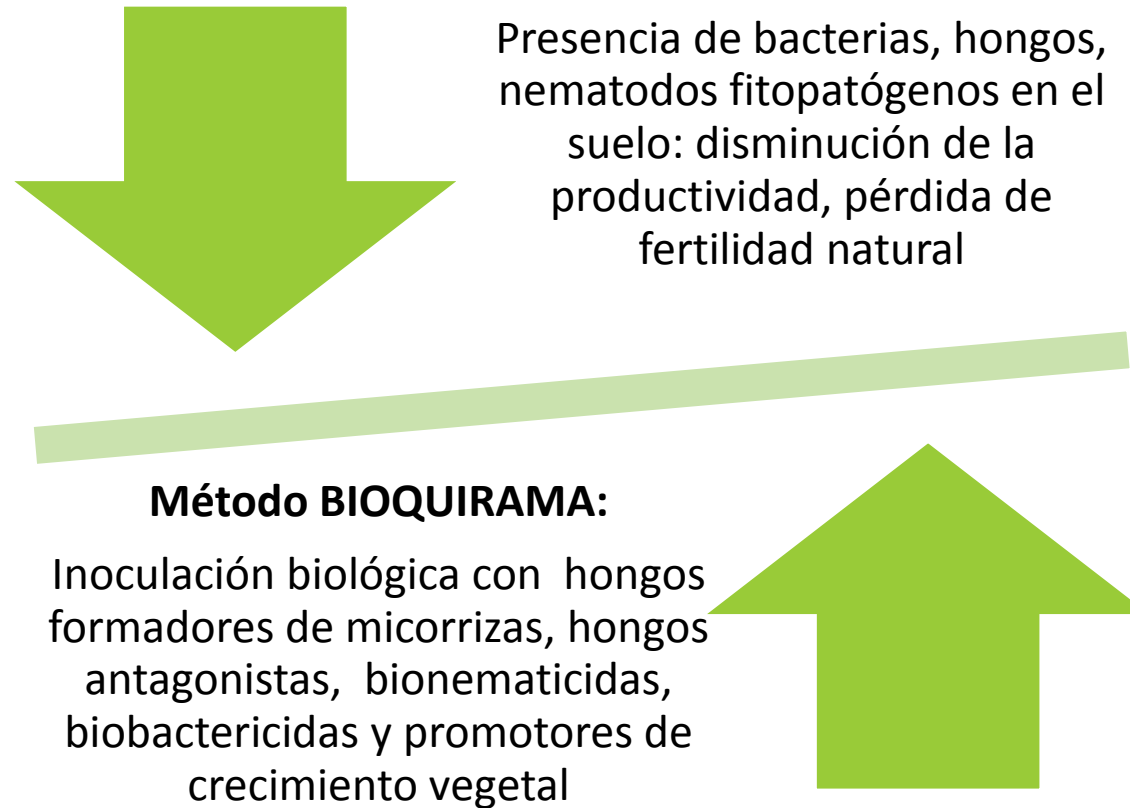 Presencia de bacterias, hongos,
nematodos fitopatógenos en el
suelo: disminución de la
productividad, pérdida de
fertilidad natural
Método BIOQUIRAMA:
Inoculación biológica con hongos
formadores de micorrizas, hongos
antagonistas, bionematicidas,
biobactericidas y promotores de
crecimiento vegetal